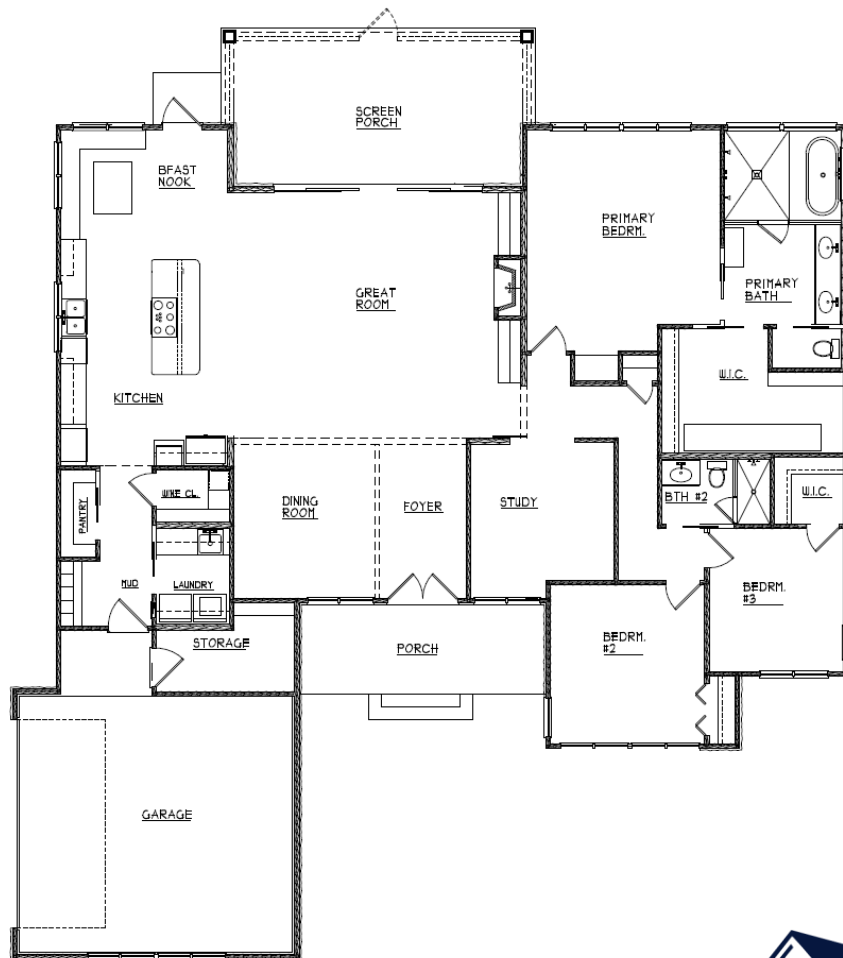 SCREEN
PORCH
BFAST
NOOK
PRIMARY
BEDRM.
PRIMARY
BATH
GREAT
ROOM
W.I.C.
KITCHEN
PANTRY
WINE CL.
DINING
ROOM
FOYER
STUDY
BTH #2
W.I.C.
MUD
LAUNDRY
BEDRM.
#3
STORAGE
PORCH
BEDRM.
#2
GARAGE